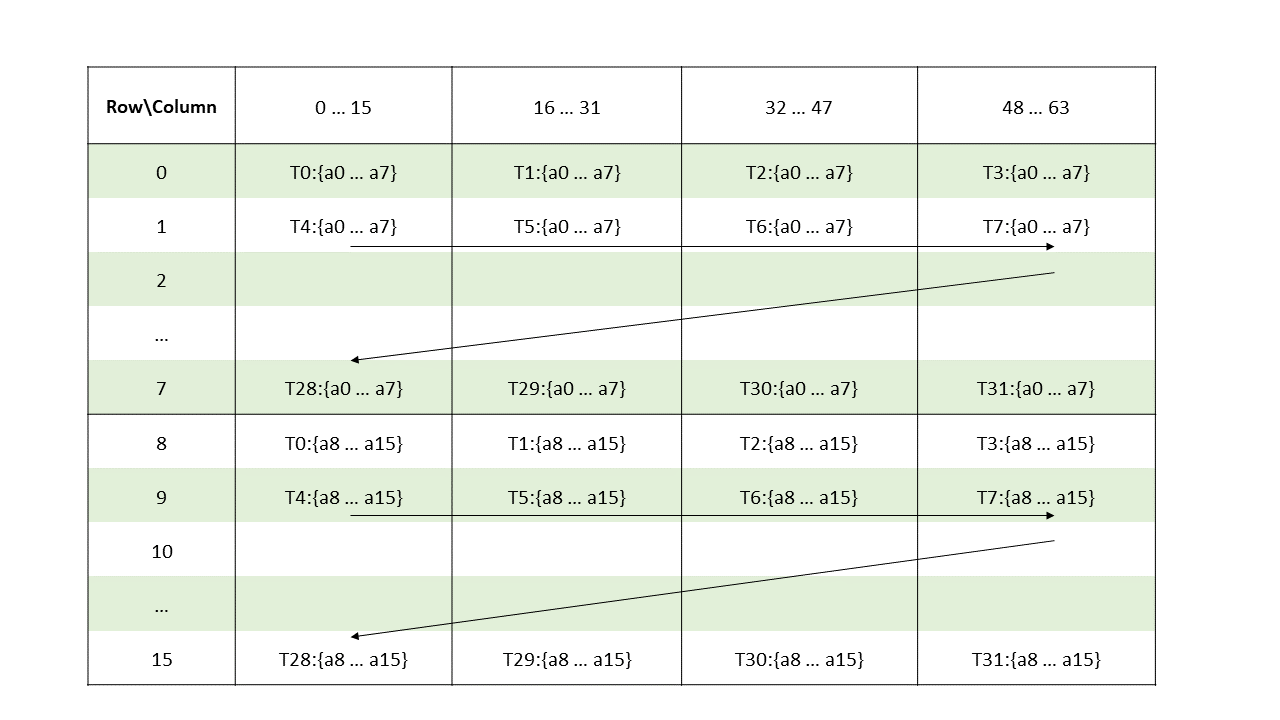 Row\Column 0 ... 15 16 ... 31 32 ... 47 48 ... 63
0 T0:{a0 ... a7} T1:{a0 ... a7} T2:{a0 ... a7} T3:{a0 ... a7}
1 T4:{a0 ... a7} T5:{a0 ... a7} T6:{a0 ... a7} T7:{a0 ... a7}
2
...
7 T28:{a0 ... a7} T29:{a0 ... a7} T30:{a0 ... a7} T31:{a0 ... a7}
8 T0:{a8 ... a15} T1:{a8 ... a15} T2:{a8 ... a15} T3:{a8 ... a15}
9 T4:{a8 ... a15} T5:{a8 ... a15} T6:{a8 ... a15} T7:{a8 ... a15}
10
...
15 T28:{a8 ... a15} T29:{a8 ... a15} T30:{a8 ... a15} T31:{a8 ... a15}